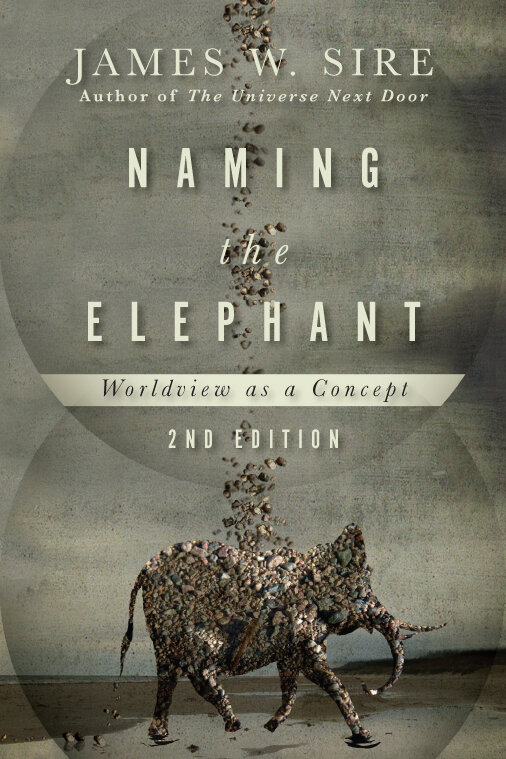 JAMES W. SIRE
Author of The Universe Next Door
NAMING
the
ELEPHANT
Worldview as a Concept
2ND EDITION